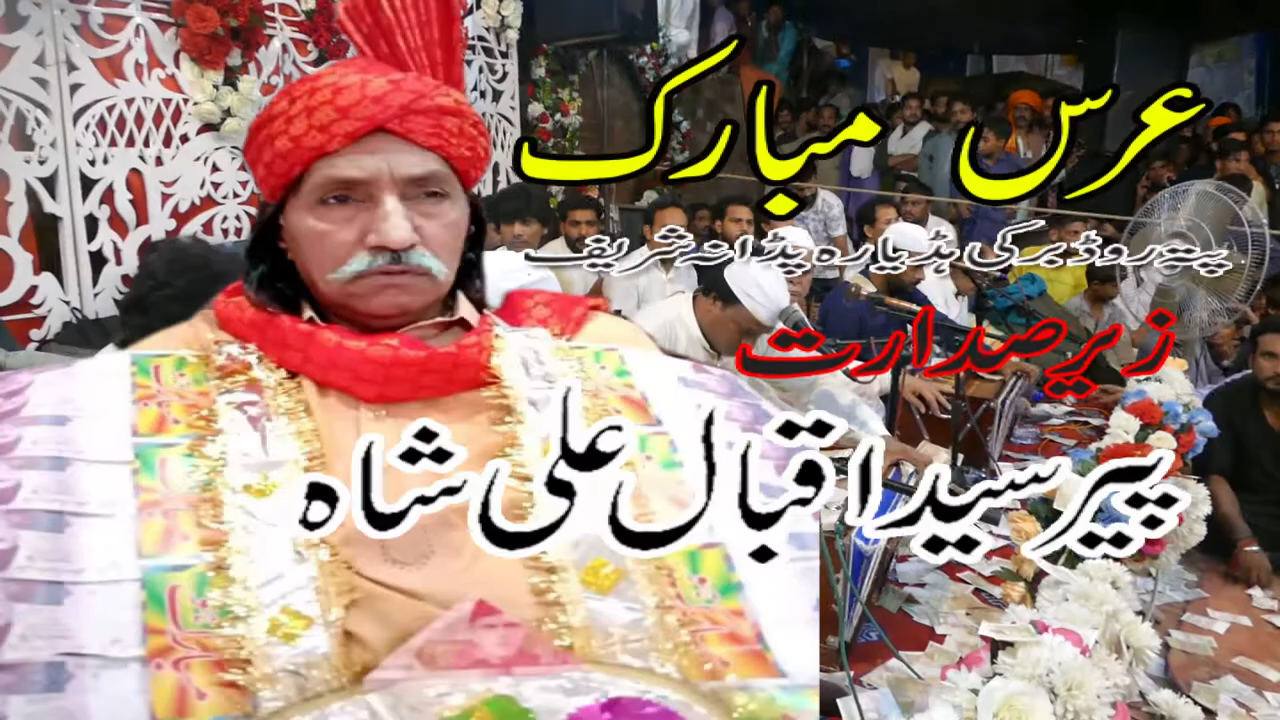 عرس مبارک
پتہ روڈ برکی ہڈیارہ پڈانہ شریف
زیر صدارت
پیر سید اقبال علی شاہ